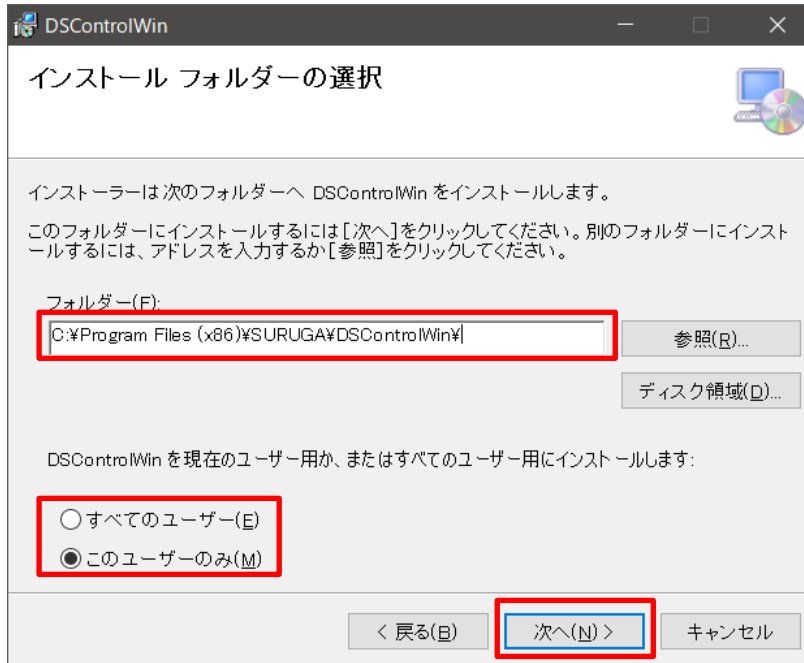 DSControlWin
インストール フォルダーの選択
インストーラーは次のフォルダーへ DSControlWin をインストールします。
このフォルダーにインストールするには[次へ]をクリックしてください。別のフォルダーにインスト
ールするには、アドレスを入力するか[参照]をクリックしてください。
フォルダー(F):
C:¥Program Files (x86)¥SURUGA¥DSControlWin¥
参照(R)...
ディスク領域(D)...
DSControlWin を現在のユーザー用か、またはすべてのユーザー用にインストールします:
すべてのユーザー(E)
このユーザーのみ(M)
< 戻る(B)
次へ(N) >
キャンセル